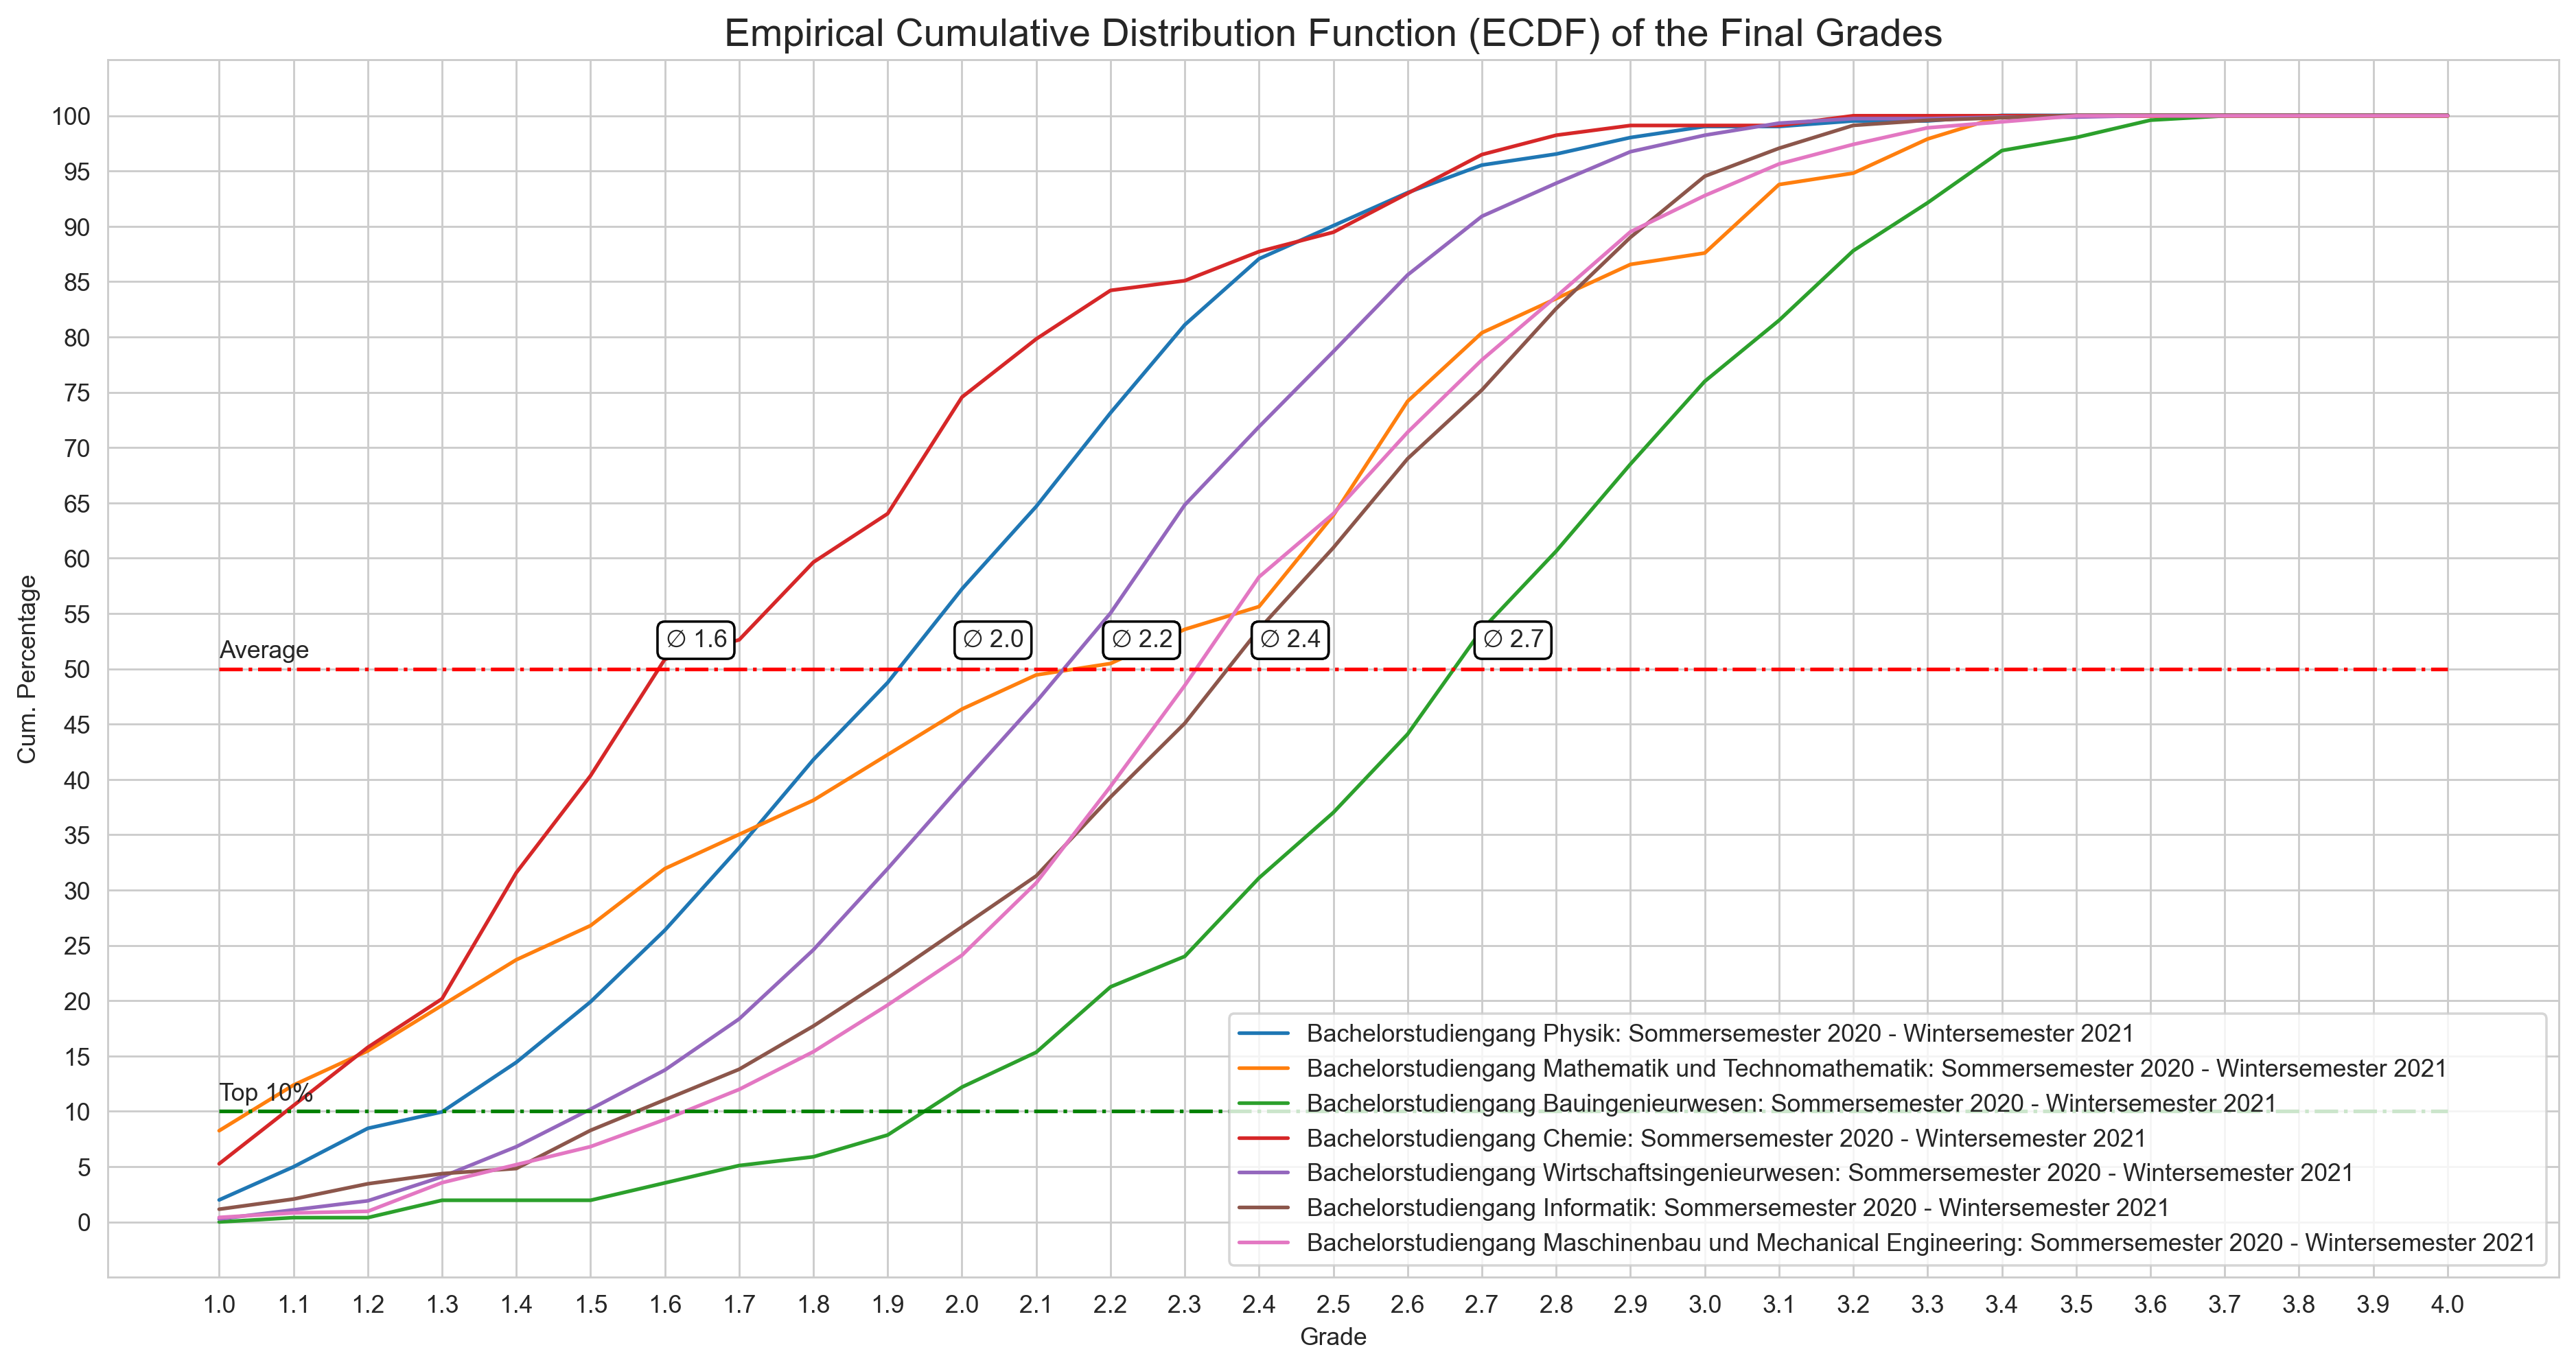 Empirical Cumulative Distribution Function (ECDF) of the Final Grades
Cum. Percentage
100
95
90
85
80
75
70
65
60
55
50
45
40
35
30
25
20
15
10
5
0
Average
∅ 1.6
∅ 2.0
∅ 2.2
∅ 2.4
∅ 2.7
Top 10%
Bachelorstudiengang Physik: Sommersemester 2020 - Wintersemester 2021
Bachelorstudiengang Mathematik und Technomathematik: Sommersemester 2020 - Wintersemester 2021
Bachelorstudiengang Bauingenieurwesen: Sommersemester 2020 - Wintersemester 2021
Bachelorstudiengang Chemie: Sommersemester 2020 - Wintersemester 2021
Bachelorstudiengang Wirtschaftsingenieurwesen: Sommersemester 2020 - Wintersemester 2021
Bachelorstudiengang Informatik: Sommersemester 2020 - Wintersemester 2021
Bachelorstudiengang Maschinenbau und Mechanical Engineering: Sommersemester 2020 - Wintersemester 2021
1.0 1.1 1.2 1.3 1.4 1.5 1.6 1.7 1.8 1.9 2.0 2.1 2.2 2.3 2.4 2.5 2.6 2.7 2.8 2.9 3.0 3.1 3.2 3.3 3.4 3.5 3.6 3.7 3.8 3.9 4.0
Grade